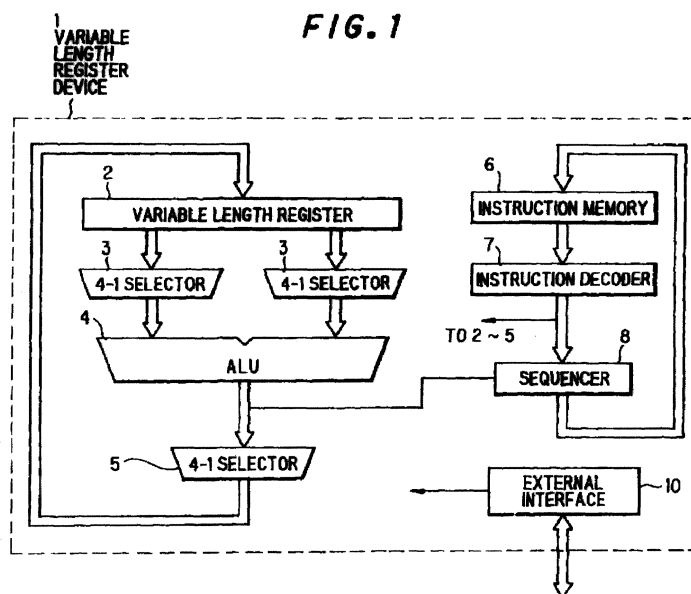 FIG. 1
1
VARIABLE
LENGTH
REGISTER
DEVICE
2
VARIABLE LENGTH REGISTER
3
4-1 SELECTOR
3
4-1 SELECTOR
4
ALU
5
4-1 SELECTOR
6
INSTRUCTION MEMORY
7
INSTRUCTION DECODER
TO 2 ~ 5
8
SEQUENCER
EXTERNAL
INTERFACE
10